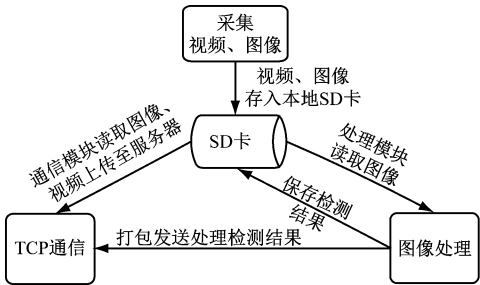 采集
视频、图像
视频、图像
存入本地SD卡
SD卡
通信模块读取图像、
视频上传至服务器
处理模块
读取图像
保存检测
结果
TCP通信
打包发送处理检测结果
图像处理